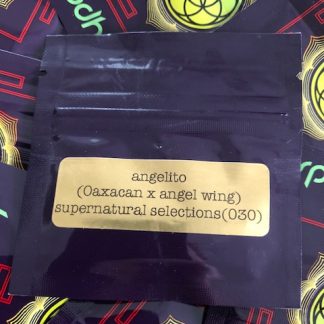 angelito
(Oaxacan x angel wing)
supernatural selections(030)